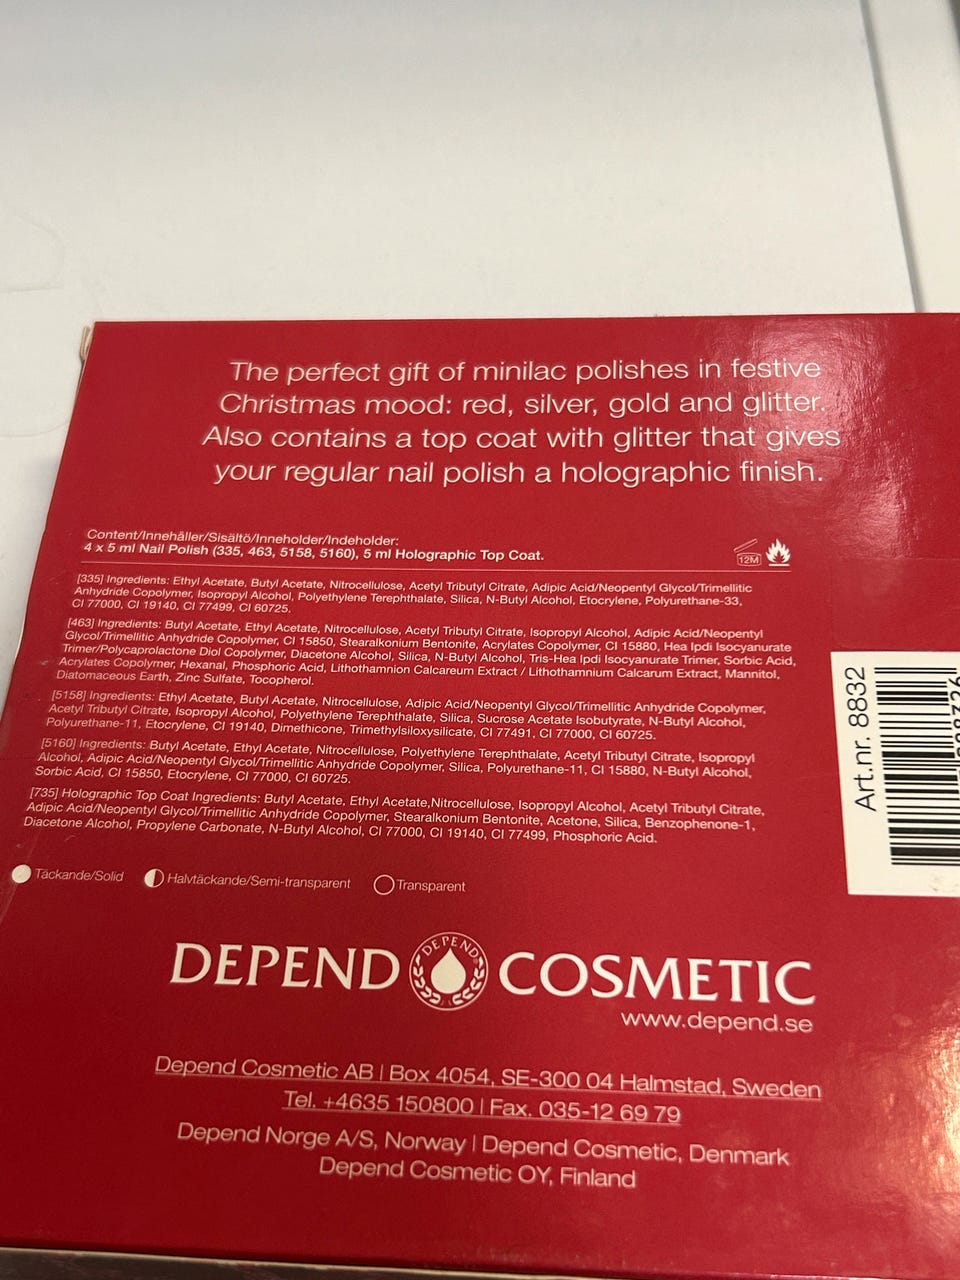 The perfect gift of minilac polishes in festive
Christmas mood: red, silver, gold and glitter.
Also contains a top coat with glitter that gives
your regular nail polish a holographic finish.
Content/Innehåller/Sisältö/Inneholder/Indeholder:
4 x 5 ml Nail Polish (335, 463, 5158, 5160), 5 ml Holographic Top Coat.
12M
[335] Ingredients: Ethyl Acetate, Butyl Acetate, Nitrocellulose, Acetyl Tributyl Citrate, Adipic Acid/Neopentyl Glycol/Trimellitic
Anhydride Copolymer, Isopropyl Alcohol, Polyethylene Terephthalate, Silica, N-Butyl Alcohol, Etocrylene, Polyurethane-33,
CI 77000, CI 19140, CI 77499, CI 60725.
[463] Ingredients: Butyl Acetate, Ethyl Acetate, Nitrocellulose, Acetyl Tributyl Citrate, Isopropyl Alcohol, Adipic Acid/Neopentyl
Glycol/Trimellitic Anhydride Copolymer, CI 15850, Stearalkonium Bentonite, Acrylates Copolymer, CI 15880, Hea Ipdi Isocyanurate
Trimer/Polycaprolactone Diol Copolymer, Diacetone Alcohol, Silica, N-Butyl Alcohol, Tris-Hea Ipdi Isocyanurate Trimer, Sorbic Acid,
Acrylates Copolymer, Hexanal, Phosphoric Acid, Lithothamnion Calcareum Extract / Lithothamnium Calcarum Extract, Mannitol,
Diatomaceous Earth, Zinc Sulfate, Tocopherol.
[5158] Ingredients: Ethyl Acetate, Butyl Acetate, Nitrocellulose, Adipic Acid/Neopentyl Glycol/Trimellitic Anhydride Copolymer,
Acetyl Tributyl Citrate, Isopropyl Alcohol, Polyethylene Terephthalate, Silica, Sucrose Acetate Isobutyrate, N-Butyl Alcohol,
Polyurethane-11, Etocrylene, CI 19140, Dimethicone, Trimethylsiloxysilicate, CI 77491, CI 77000, CI 60725.
[5160] Ingredients: Butyl Acetate, Ethyl Acetate, Nitrocellulose, Polyethylene Terephthalate, Acetyl Tributyl Citrate, Isopropyl
Alcohol, Adipic Acid/Neopentyl Glycol/Trimellitic Anhydride Copolymer, Silica, Polyurethane-11, CI 15880, N-Butyl Alcohol,
Sorbic Acid, CI 15850, Etocrylene, CI 77000, CI 60725.
[735] Holographic Top Coat Ingredients: Butyl Acetate, Ethyl Acetate,Nitrocellulose, Isopropyl Alcohol, Acetyl Tributyl Citrate,
Adipic Acid/Neopentyl Glycol/Trimellitic Anhydride Copolymer, Stearalkonium Bentonite, Acetone, Silica, Benzophenone-1,
Diacetone Alcohol, Propylene Carbonate, N-Butyl Alcohol, CI 77000, CI 19140, CI 77499, Phosphoric Acid.
Art.nr. 8832
Täckande/Solid Halvtäckande/Semi-transparent Transparent
DEPEND DEPEND COSMETIC
www.depend.se
Depend Cosmetic AB | Box 4054, SE-300 04 Halmstad, Sweden
Tel. +4635 150800 | Fax. 035-12 69 79
Depend Norge A/S, Norway | Depend Cosmetic, Denmark
Depend Cosmetic OY, Finland